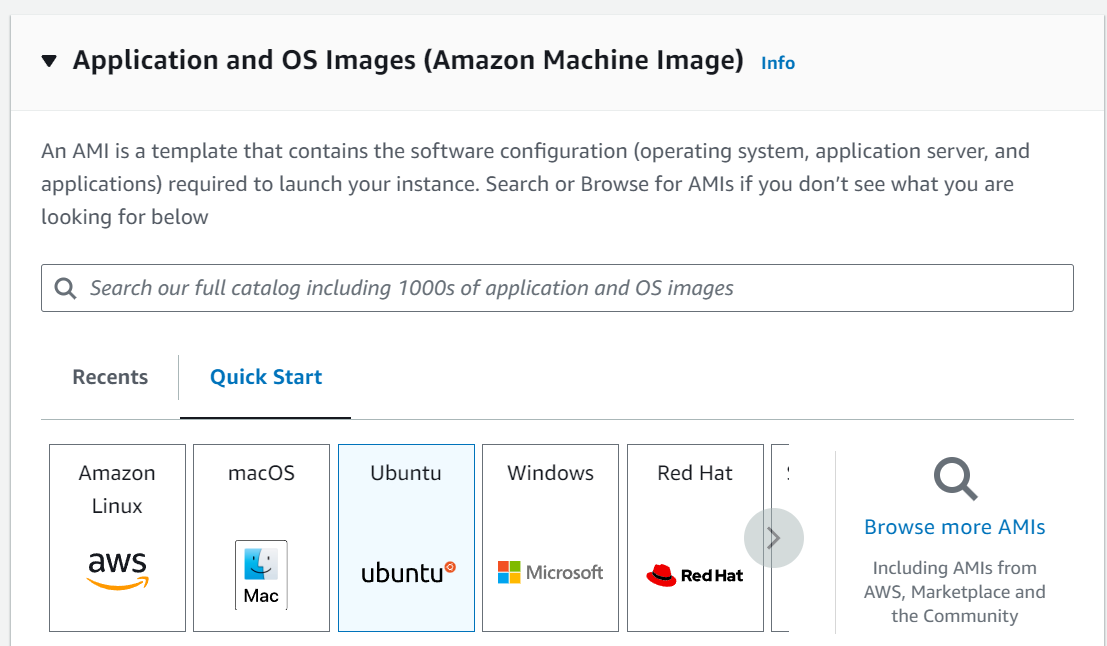 Application and OS Images (Amazon Machine Image) Info
An AMI is a template that contains the software configuration (operating system, application server, and
applications) required to launch your instance. Search or Browse for AMIs if you don’t see what you are
looking for below
Search our full catalog including 1000s of application and OS images
Recents
Quick Start
Amazon
Linux
aws
macOS
Mac
Ubuntu
ubuntu
Windows
Microsoft
Red Hat
Red Hat
Browse more AMIs
Including AMIs from
AWS, Marketplace and
the Community